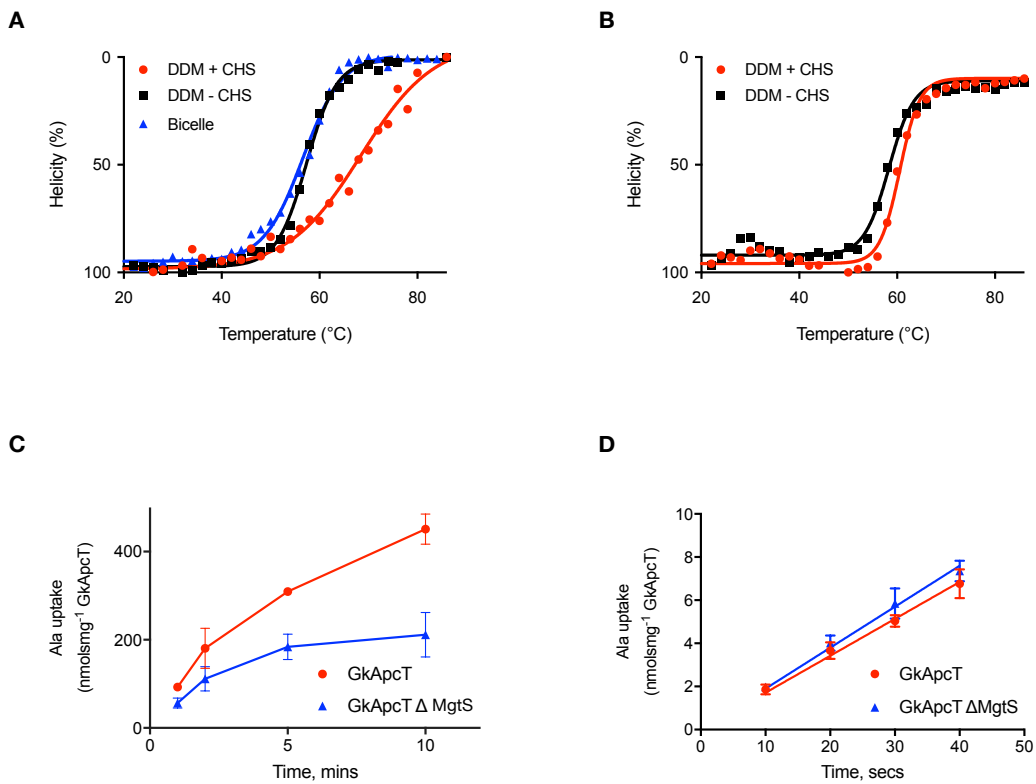 A
DDM + CHS
DDM - CHS
Bicelle
0
50
100
Helicity (%)
20
40
60
80
Temperature (°C)
B
DDM + CHS
DDM - CHS
0
50
100
Helicity (%)
20
40
60
80
Temperature (°C)
C
400
200
0
Ala uptake
(nmolsmg⁻¹ GkApcT)
GkApcT
GkApcT Δ MgtS
0
5
10
Time, mins
D
8
6
4
2
0
Ala uptake
(nmolsmg⁻¹ GkApcT)
GkApcT
GkApcT ΔMgtS
0
10
20
30
40
50
Time, secs